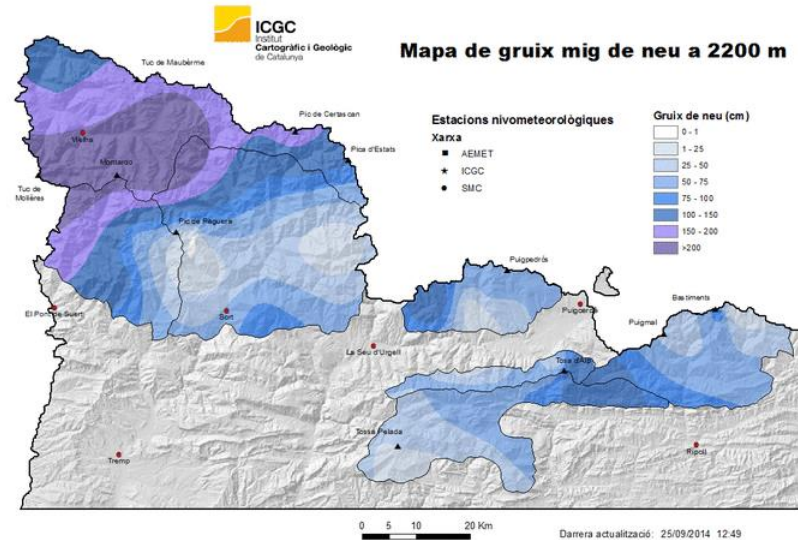 ICGC
Institut
Cartogràfic i Geològic
de Catalunya
Mapa de gruix mig de neu a 2200 m
Tuc de Maubèrme
Pic de Certascan
Estacions nivometeorològiques
Xarxa
AEMET
ICGC
SMC
Gruix de neu (cm)
0 - 1
1 - 25
25 - 50
50 - 75
75 - 100
100 - 150
150 - 200
>200
Vielha
Pica d'Estats
Montardo
Tuc de
Molières
Pic de Peguera
Puigpedrós
Bastiments
El Pont de Suert
Sort
Puigcerdà
Puigmal
La Seu d'Urgell
Tosa d'Alp
Tossa Pelada
Tremp
Ripoll
0 5 10 20 Km
Darrera actualització: 25/09/2014 12:49